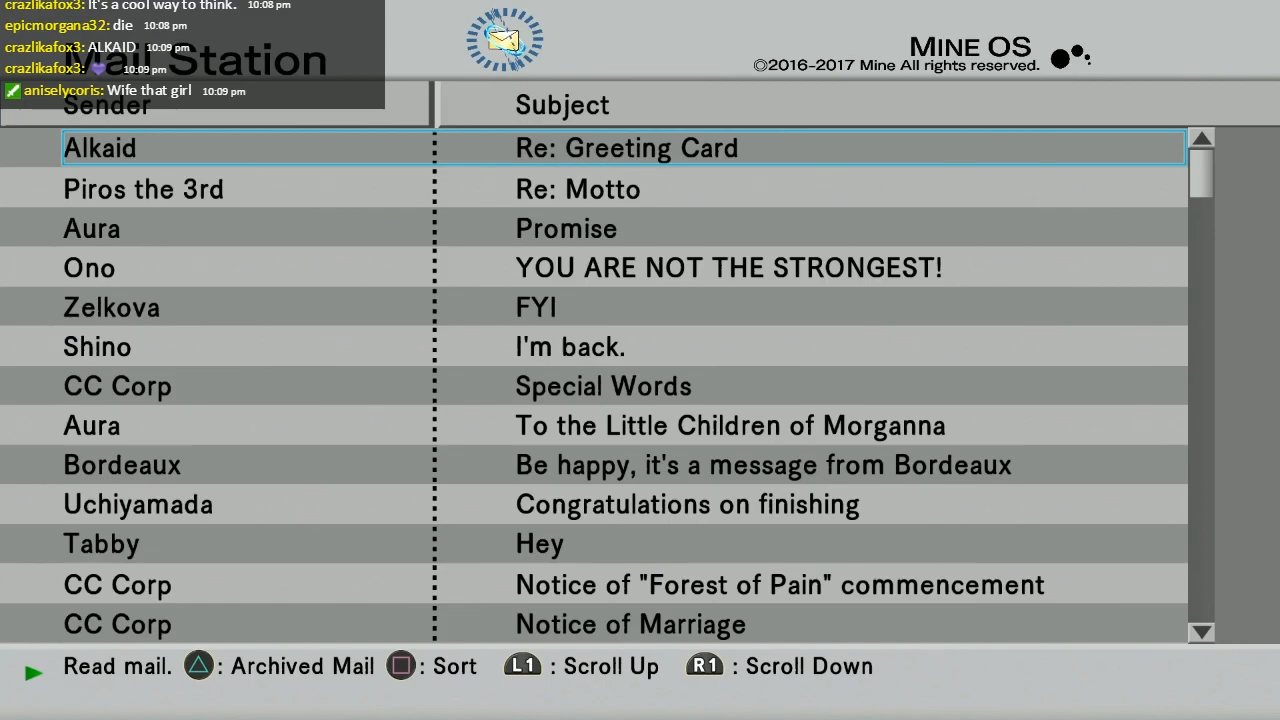 crazlikafox3: It's a cool way to think. 10:08 pm
epicmorgana32: die 10:08 pm
crazlikafox3: ALKAID 10:09 pm
crazlikafox3: 💜 10:09 pm
aniselycoris: Wife that girl 10:09 pm
Mail Station
MINE OS
©2016-2017 Mine All rights reserved.
Sender Subject
Alkaid Re: Greeting Card
Piros the 3rd Re: Motto
Aura Promise
Ono YOU ARE NOT THE STRONGEST!
Zelkova FYI
Shino I'm back.
CC Corp Special Words
Aura To the Little Children of Morganna
Bordeaux Be happy, it's a message from Bordeaux
Uchiyamada Congratulations on finishing
Tabby Hey
CC Corp Notice of "Forest of Pain" commencement
CC Corp Notice of Marriage
Read mail. △: Archived Mail □: Sort L1 : Scroll Up R1 : Scroll Down